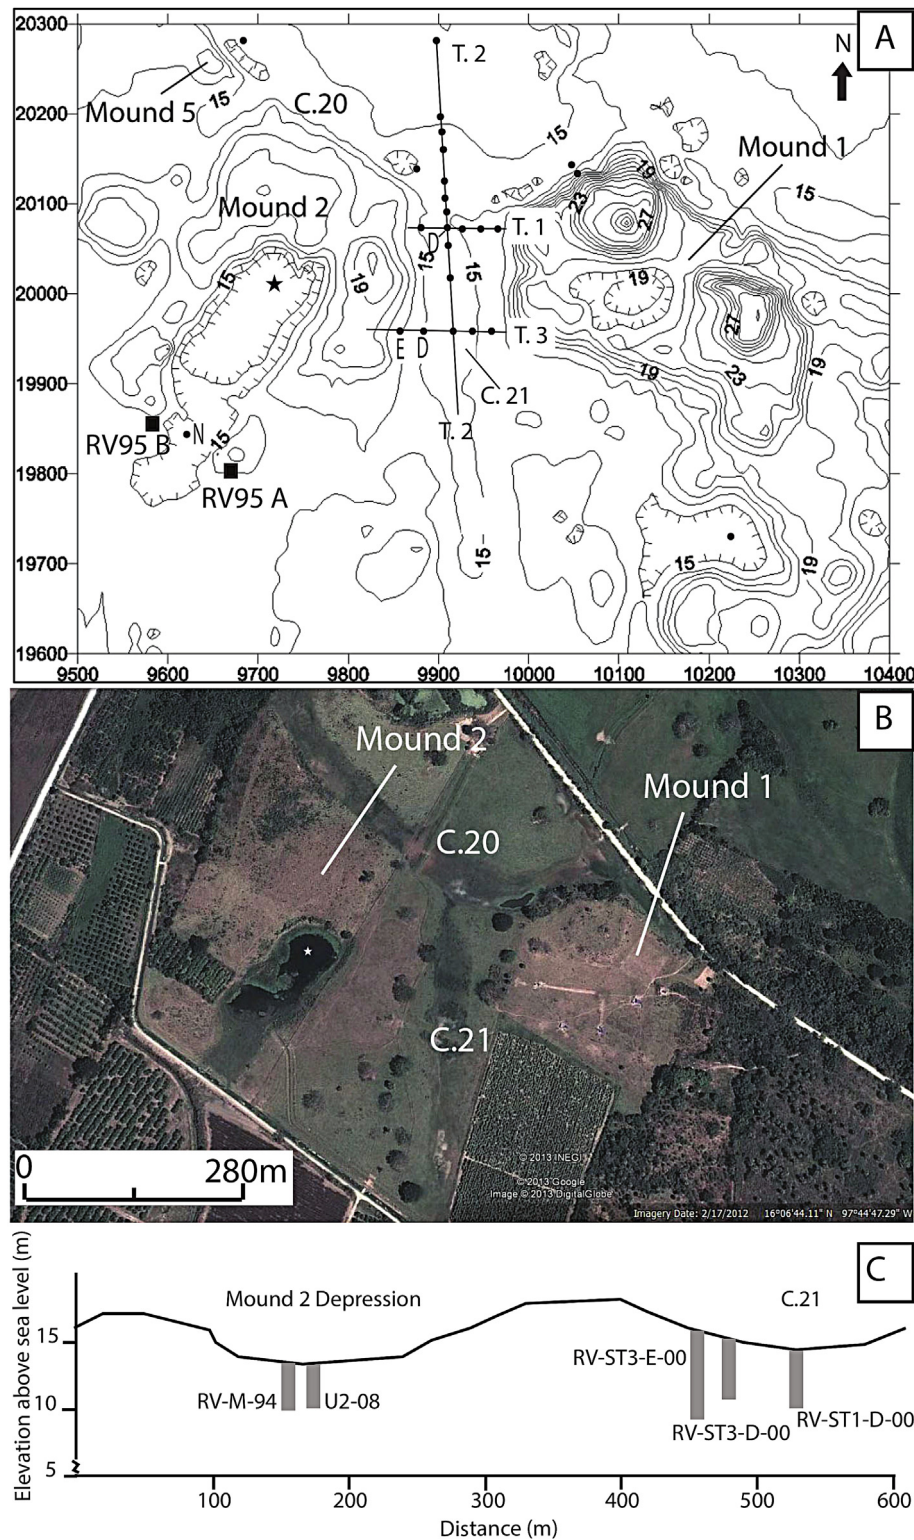 20300
20200
20100
20000
19900
19800
19700
19600
9500
9600
9700
9800
9900
10000
10100
10200
10300
10400
A
N
T. 2
Mound 5
15
C.20
15
Mound 1
19
15
23
27
Mound 2
T. 1
D
15
15
15
19
19
27
T. 3
E D
19
23
19
C. 21
T. 2
RV95 B
N
15
RV95 A
15
15
19
B
Mound 2
Mound 1
C.20
C.21
0
280m
© 2013 INEGI
© 2013 Google
Image © 2013 DigitalGlobe
Imagery Date: 2/17/2012 16°06'44.11" N 97°44'47.29" W
C
Elevation above sea level (m)
15
10
5
Mound 2 Depression
C.21
RV-M-94
U2-08
RV-ST3-E-00
RV-ST3-D-00
RV-ST1-D-00
100
200
300
400
500
600
Distance (m)